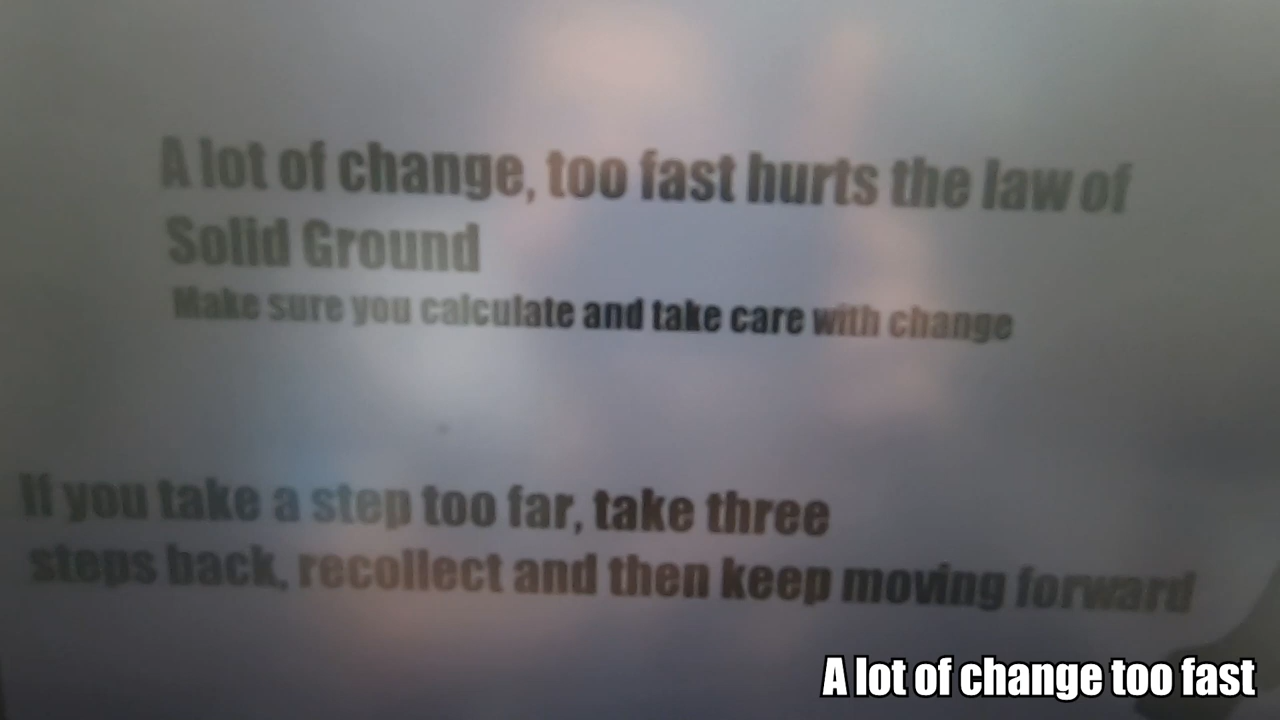 A lot of change, too fast hurts the law of
Solid Ground
Make sure you calculate and take care with change
If you take a step too far, take three
steps back, recollect and then keep moving forward
A lot of change too fast